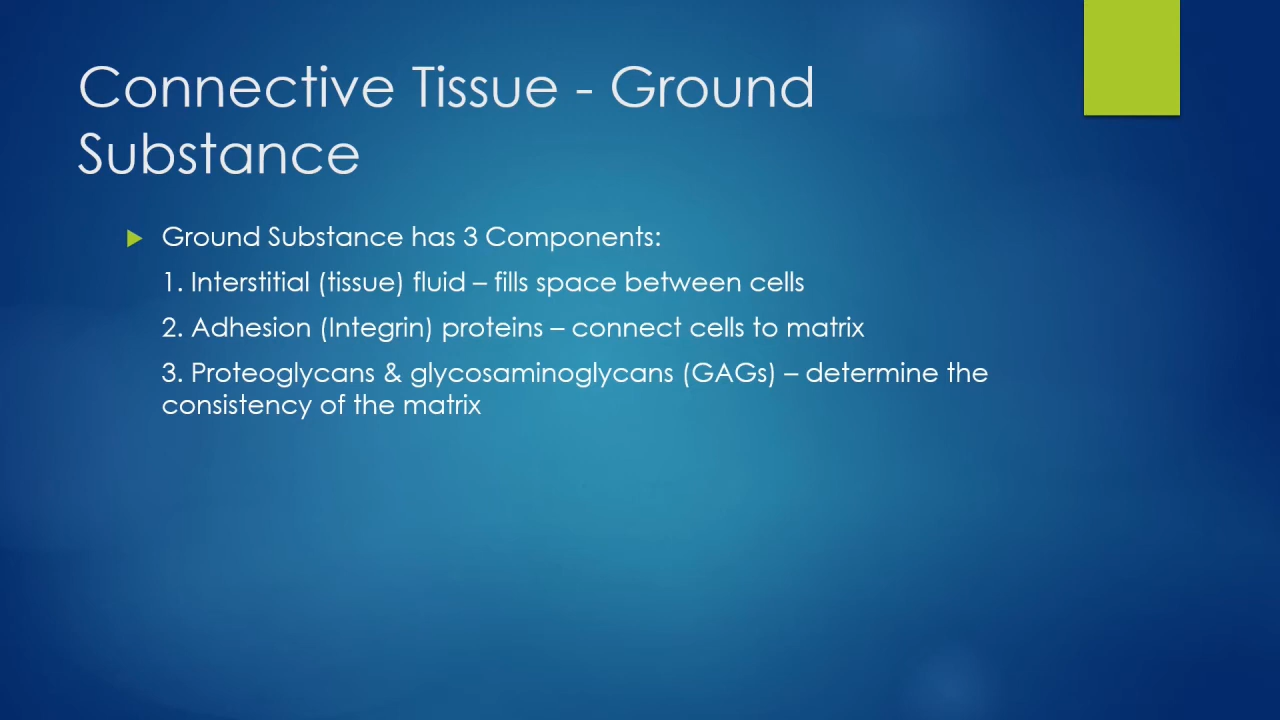 Connective Tissue - Ground
Substance
Ground Substance has 3 Components:
1. Interstitial (tissue) fluid – fills space between cells
2. Adhesion (Integrin) proteins – connect cells to matrix
3. Proteoglycans & glycosaminoglycans (GAGs) – determine the
consistency of the matrix